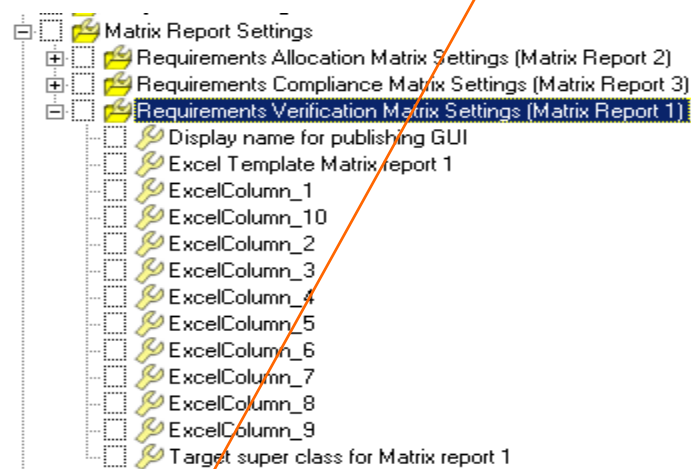 Matrix Report Settings
Requirements Allocation Matrix Settings (Matrix Report 2)
Requirements Compliance Matrix Settings (Matrix Report 3)
Requirements Verification Matrix Settings (Matrix Report 1)
Display name for publishing GUI
Excel Template Matrix report 1
ExcelColumn_1
ExcelColumn_10
ExcelColumn_2
ExcelColumn_3
ExcelColumn_4
ExcelColumn_5
ExcelColumn_6
ExcelColumn_7
ExcelColumn_8
ExcelColumn_9
Target super class for Matrix report 1